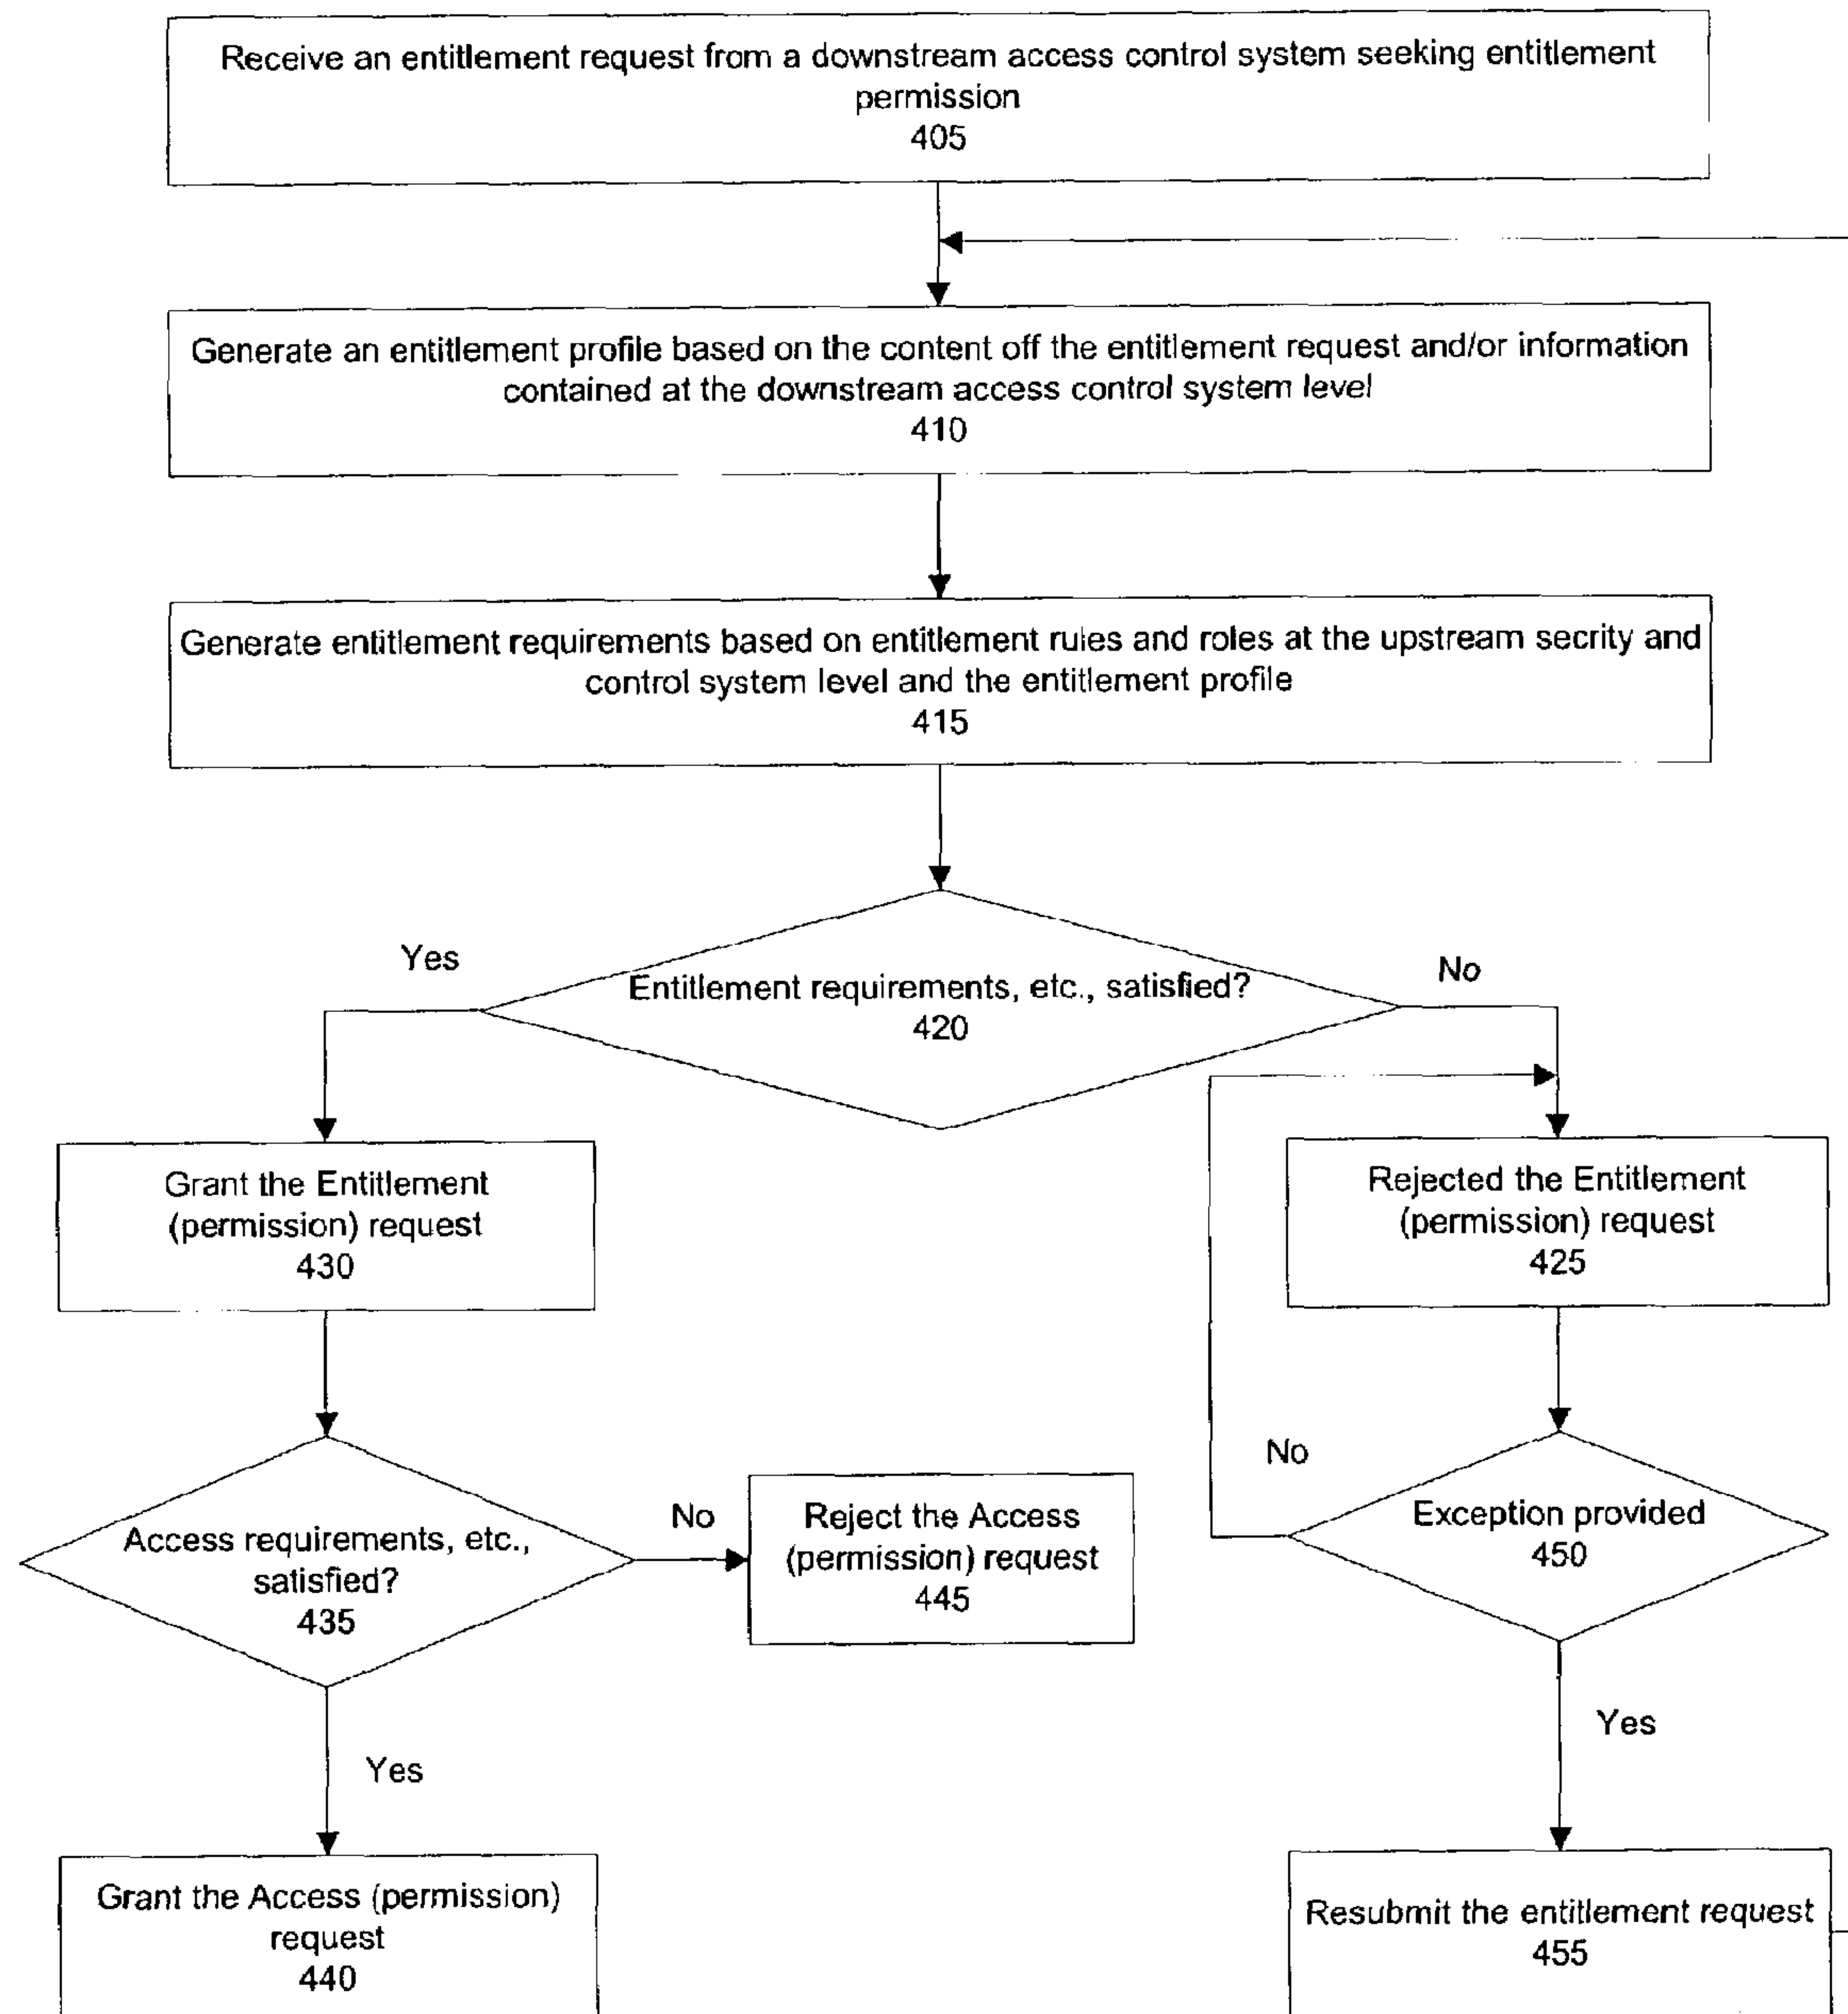 Receive an entitlement request from a downstream access control system seeking entitlement
permission
405
Generate an entitlement profile based on the content off the entitlement request and/or information
contained at the downstream access control system level
410
Generate entitlement requirements based on entitlement rules and roles at the upstream secrity and
control system level and the entitlement profile
415
Yes
Entitlement requirements, etc., satisfied?
420
No
Grant the Entitlement
(permission) request
430
Rejected the Entitlement
(permission) request
425
Access requirements, etc.,
satisfied?
435
No
Reject the Access
(permission) request
445
No
Exception provided
450
Yes
Yes
Grant the Access (permission)
request
440
Resubmit the entitlement request
455